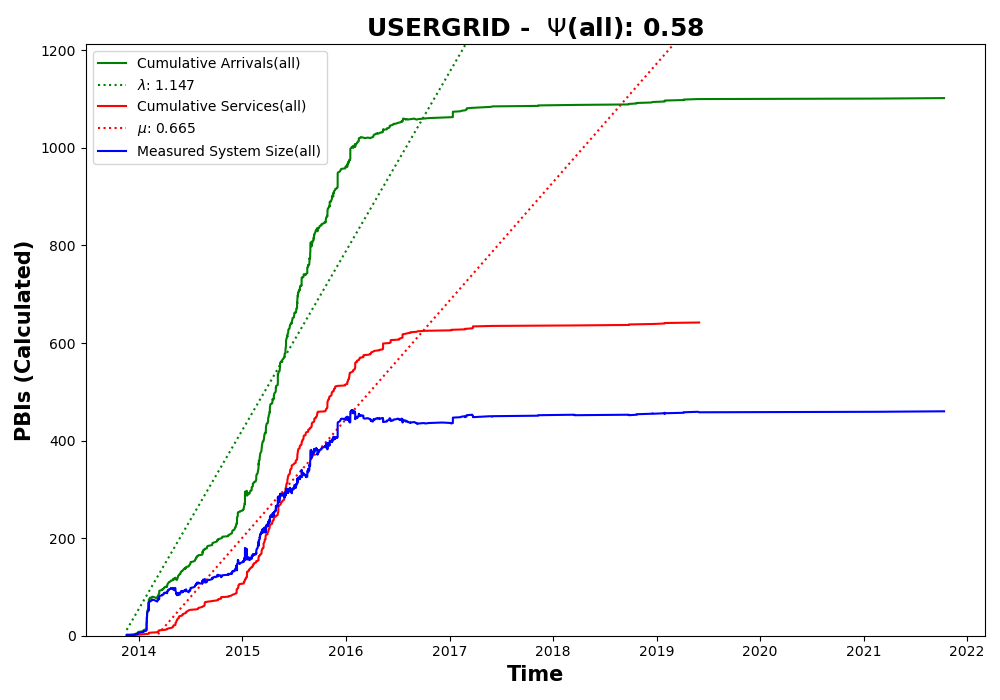 USERGRID - Ψ(all): 0.58
Cumulative Arrivals(all)
λ: 1.147
Cumulative Services(all)
μ: 0.665
Measured System Size(all)
PBIs (Calculated)
1200
1000
800
600
400
200
0
2014 2015 2016 2017 2018 2019 2020 2021 2022
Time